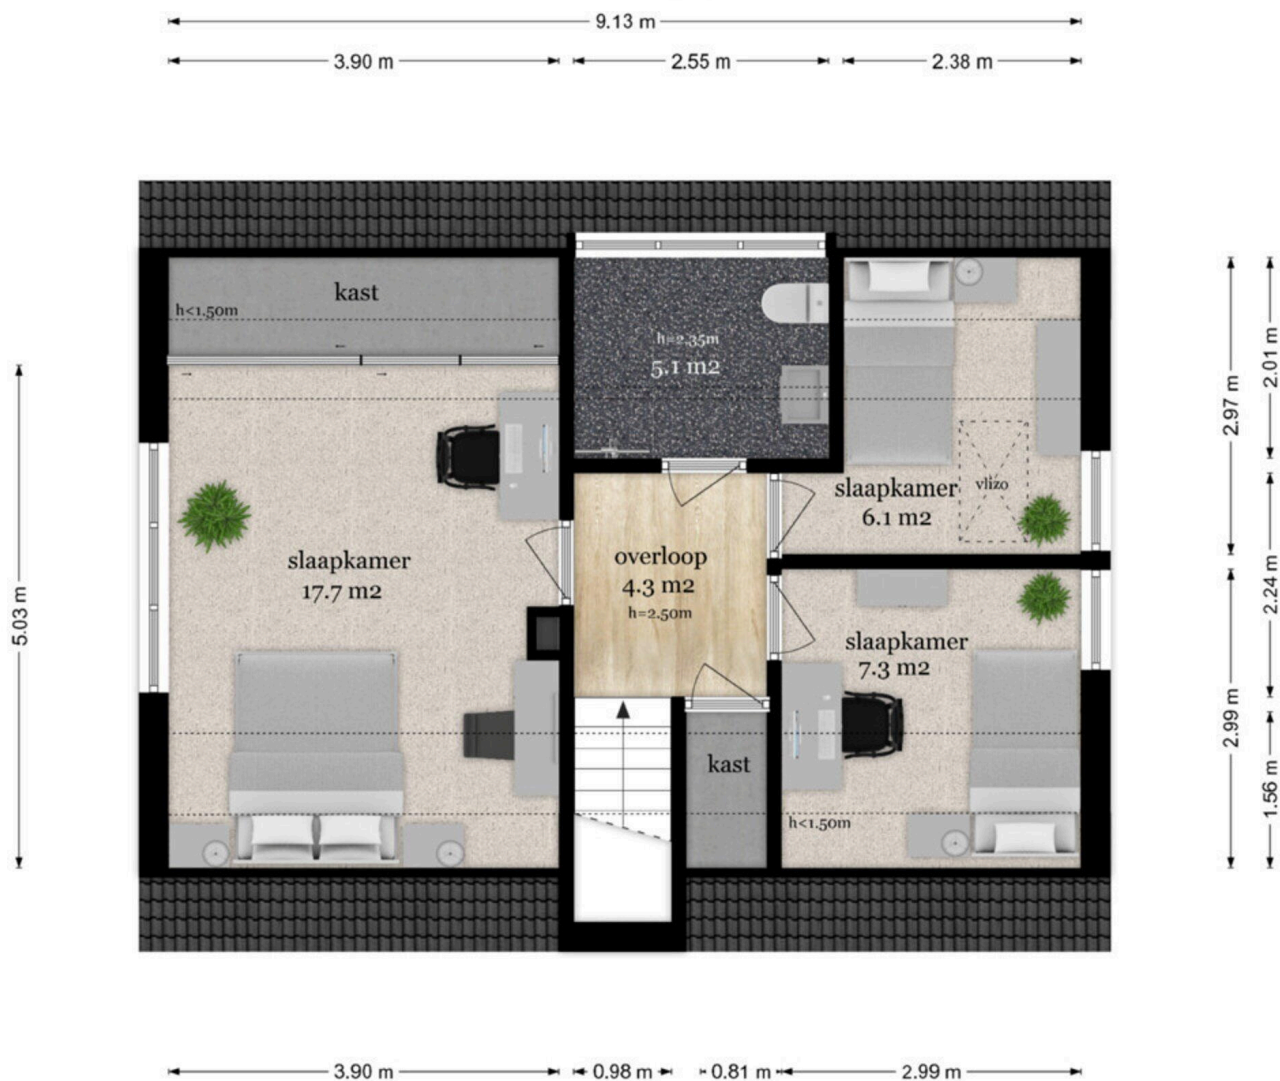 9.13 m
3.90 m
2.55 m
2.38 m
kast
h<1.50m
h=2.35m
5.1 m2
2.01 m
2.97 m
slaapkamer
6.1 m2
vlizo
slaapkamer
17.7 m2
overloop
4.3 m2
h=2.50m
5.03 m
2.24 m
slaapkamer
7.3 m2
2.99 m
kast
1.56 m
h<1.50m
3.90 m
0.98 m
0.81 m
2.99 m